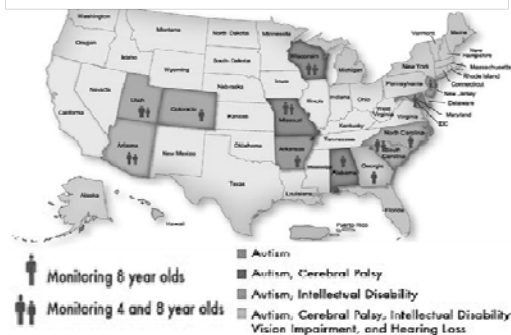 Washington
Montana
North Dakota
Minnesota
Vermont
Maine
New
Hampshire
Oregon
Idaho
South Dakota
Wisconsin
Michigan
New York
Massachusetts
Rhode Island
Connecticut
Wyoming
Nebraska
Iowa
Pennsylvania
New Jersey
Nevada
Utah
Colorado
Illinois
Indiana
Ohio
Delaware
Maryland
DC
California
Kansas
Missouri
West
Virginia
Virginia
Kentucky
North Carolina
Tennessee
Arizona
New Mexico
Oklahoma
Arkansas
South
Carolina
Mississippi
Alabama
Georgia
Texas
Louisiana
Florida
Alaska
Hawaii
Puerto Rico
Monitoring 8 year olds
Monitoring 4 and 8 year olds
Autism
Autism, Cerebral Palsy
Autism, Intellectual Disability
Autism, Cerebral Palsy, Intellectual Disability
Vision Impairment, and Hearing Loss